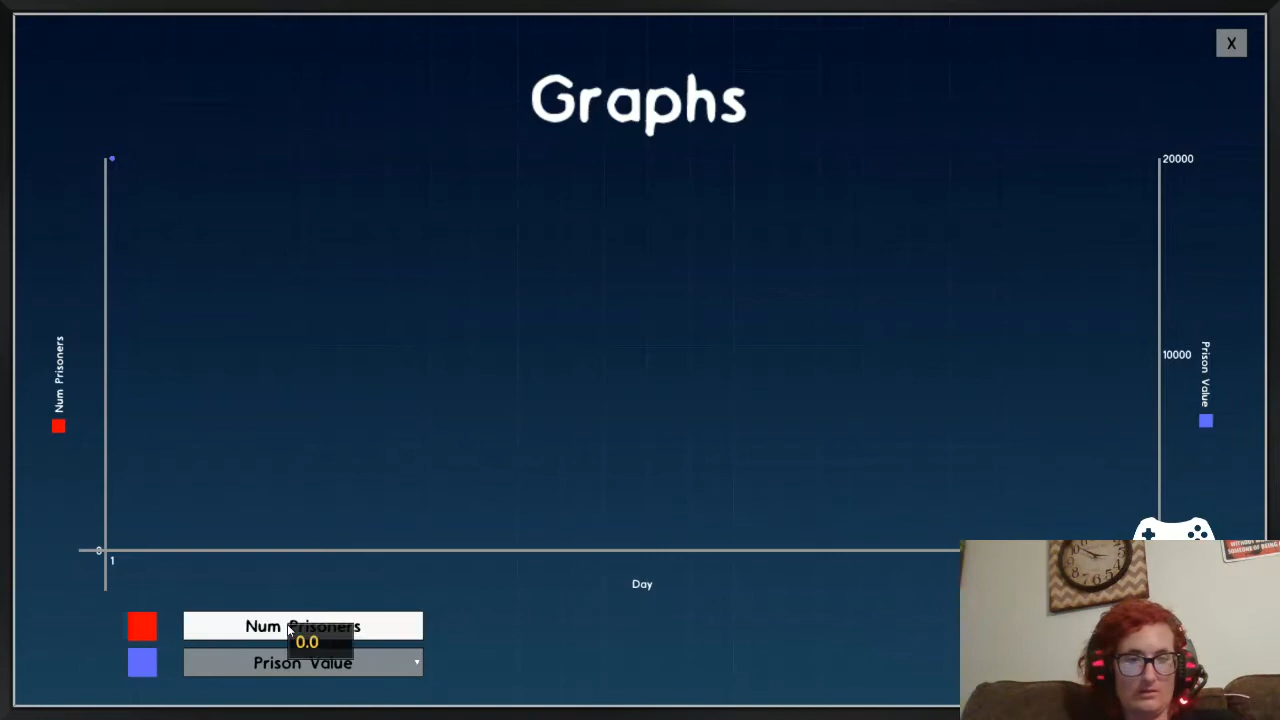 X
Graphs
20000
Num Prisoners
10000
Prison Value
0
1
Day
Num Prisoners
0.0
Prison Value